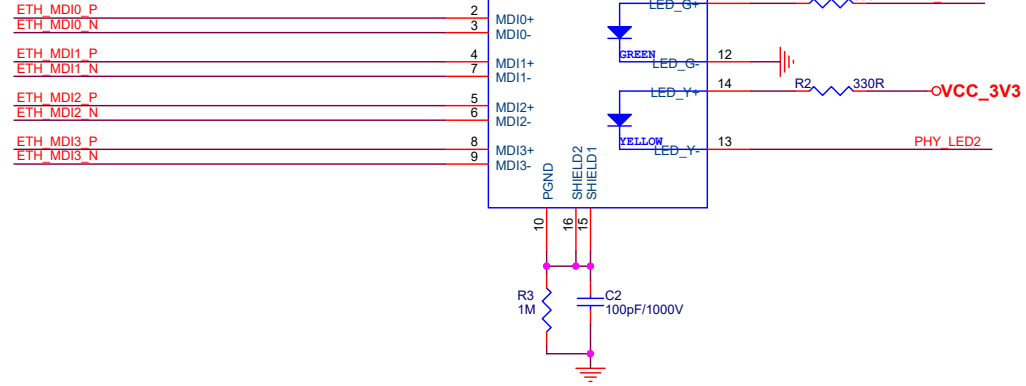 ETH_MDI0_P 2 MDI0+ LED_G+
ETH_MDI0_N 3 MDI0-
GREEN LED_G- 12
ETH_MDI1_P 4 MDI1+
ETH_MDI1_N 7 MDI1-
LED_Y+ 14 R2 330R VCC_3V3
ETH_MDI2_P 5 MDI2+
ETH_MDI2_N 6 MDI2-
YELLOW LED_Y- 13 PHY_LED2
ETH_MDI3_P 8 MDI3+
ETH_MDI3_N 9 MDI3-
PGND SHIELD2 SHIELD1
10 16 15
R3 C2
1M 100pF/1000V